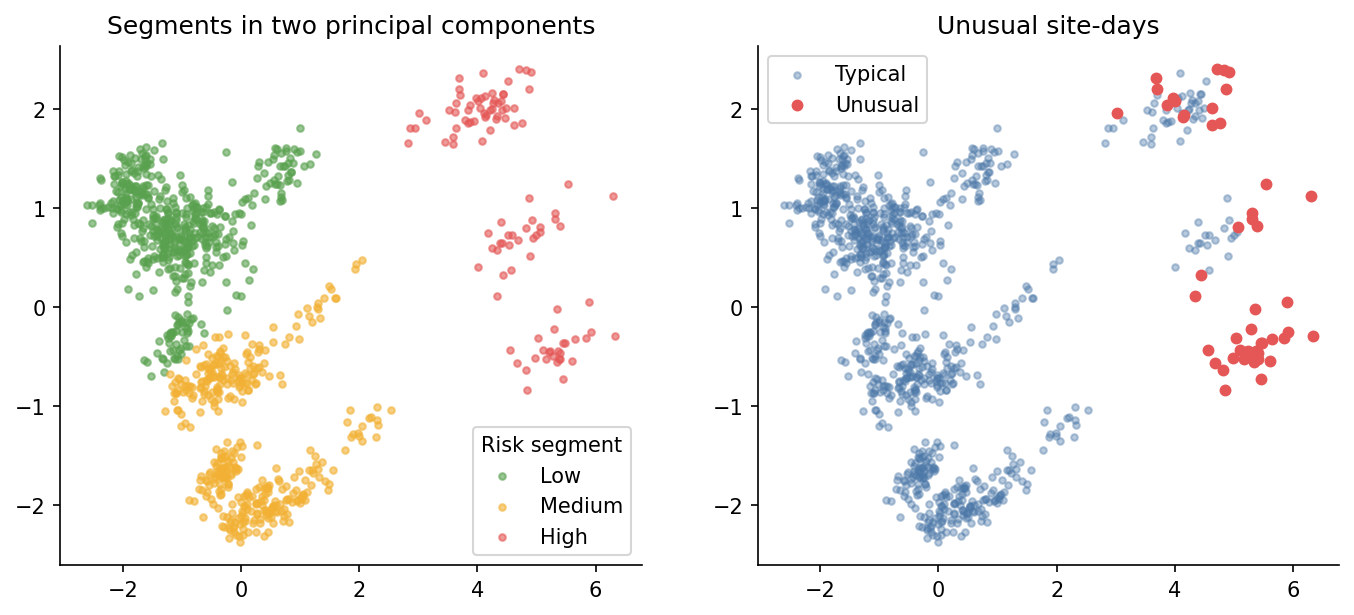 Segments in two principal components
2
1
0
−1
−2
−2
0
2
4
6
Risk segment
Low
Medium
High
Unusual site-days
Typical
Unusual
2
1
0
−1
−2
−2
0
2
4
6